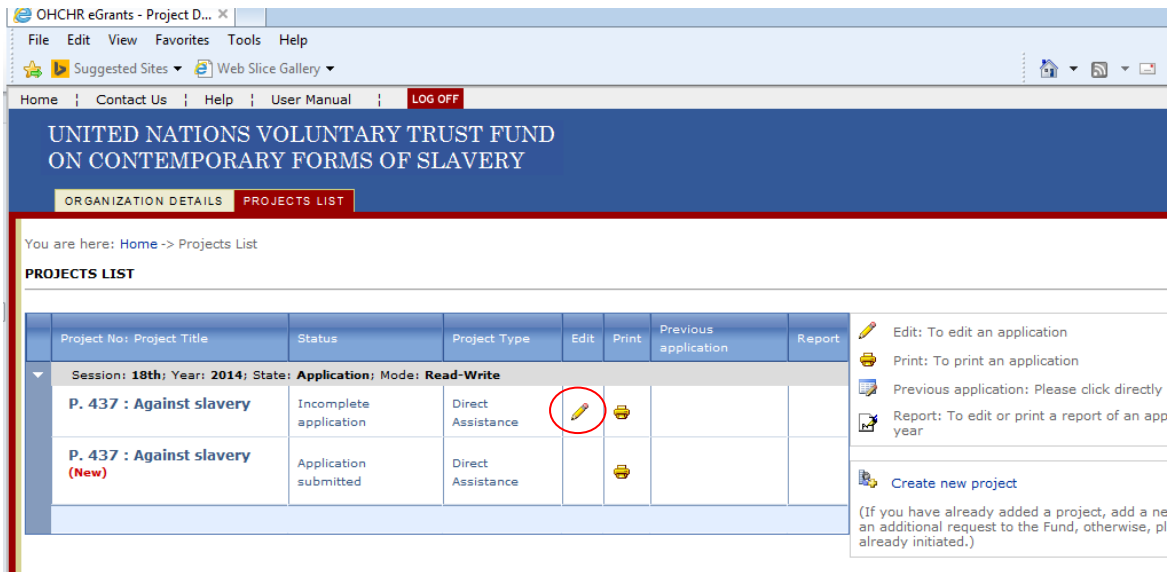 OHCHR eGrants - Project D... ×
File Edit View Favorites Tools Help
Suggested Sites ▼ Web Slice Gallery ▼
Home ¦ Contact Us ¦ Help ¦ User Manual ¦ LOG OFF
UNITED NATIONS VOLUNTARY TRUST FUND
ON CONTEMPORARY FORMS OF SLAVERY
ORGANIZATION DETAILS PROJECTS LIST
You are here: Home -> Projects List
PROJECTS LIST
Project No: Project Title Status Project Type Edit Print Previous application Report
Session: 18th; Year: 2014; State: Application; Mode: Read-Write
P. 437 : Against slavery Incomplete application Direct Assistance
P. 437 : Against slavery (New) Application submitted Direct Assistance
Edit: To edit an application
Print: To print an application
Previous application: Please click directly
Report: To edit or print a report of an app
year
Create new project
(If you have already added a project, add a ne
an additional request to the Fund, otherwise, pl
already initiated.)